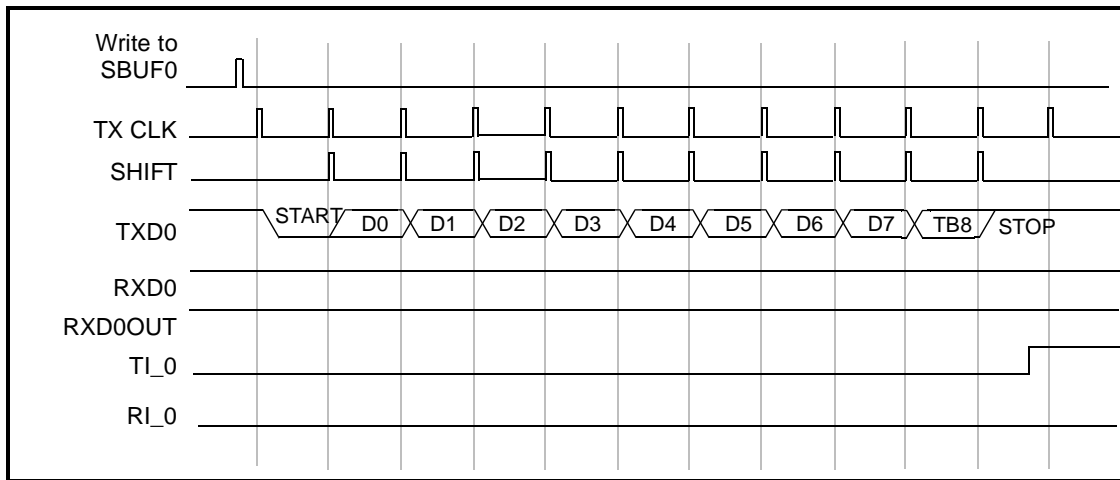 Write to
SBUF0
TX CLK
SHIFT
TXD0 START D0 D1 D2 D3 D4 D5 D6 D7 TB8 STOP
RXD0
RXD0OUT
TI_0
RI_0